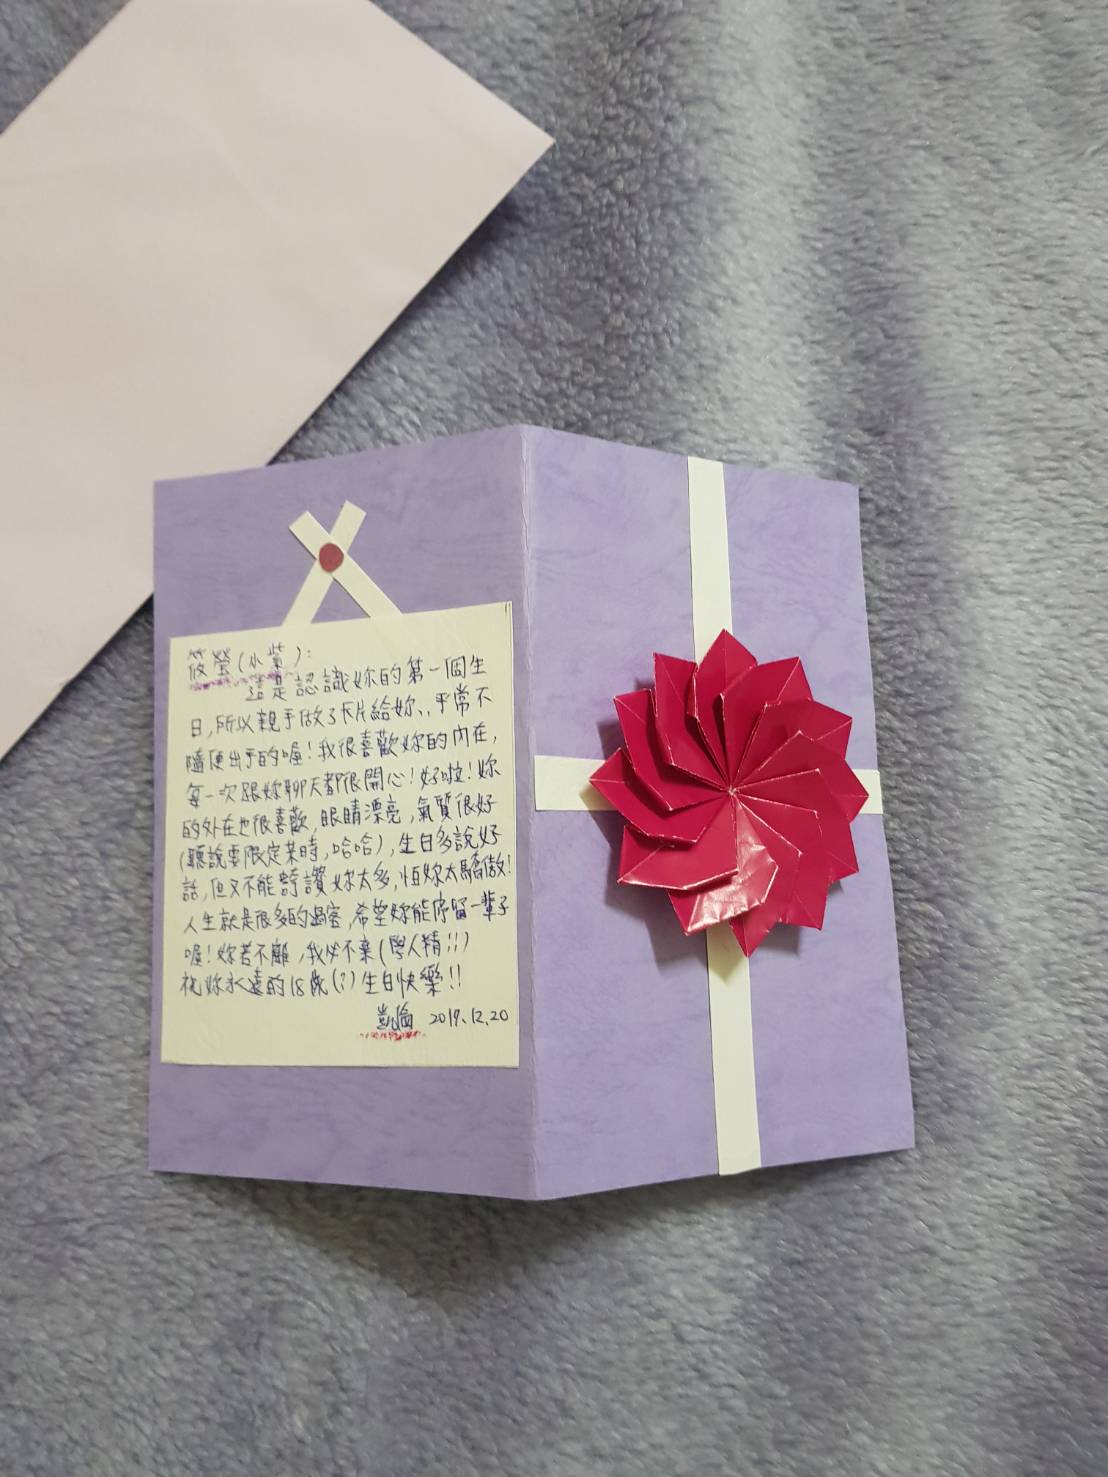 筱瑩(小紫):
這是認識妳的第一個生
日,所以親手做了卡片給妳、、平常不
隨便出手的喔!我很喜歡妳的內在,
每一次跟妳聊天都很開心!好啦!妳
的外在也很喜歡,眼睛漂亮,氣質很好
(聽說要限定某時,哈哈),生日多說好
話,但又不能誇讚妳太多,怕妳太驕傲!
人生就是很多的過客,希望妳能停留一輩子
喔!妳若不離,我必不棄(學人精;;)
祝妳永遠的18歲(?)生日快樂!!
凱倫 2019.12.20